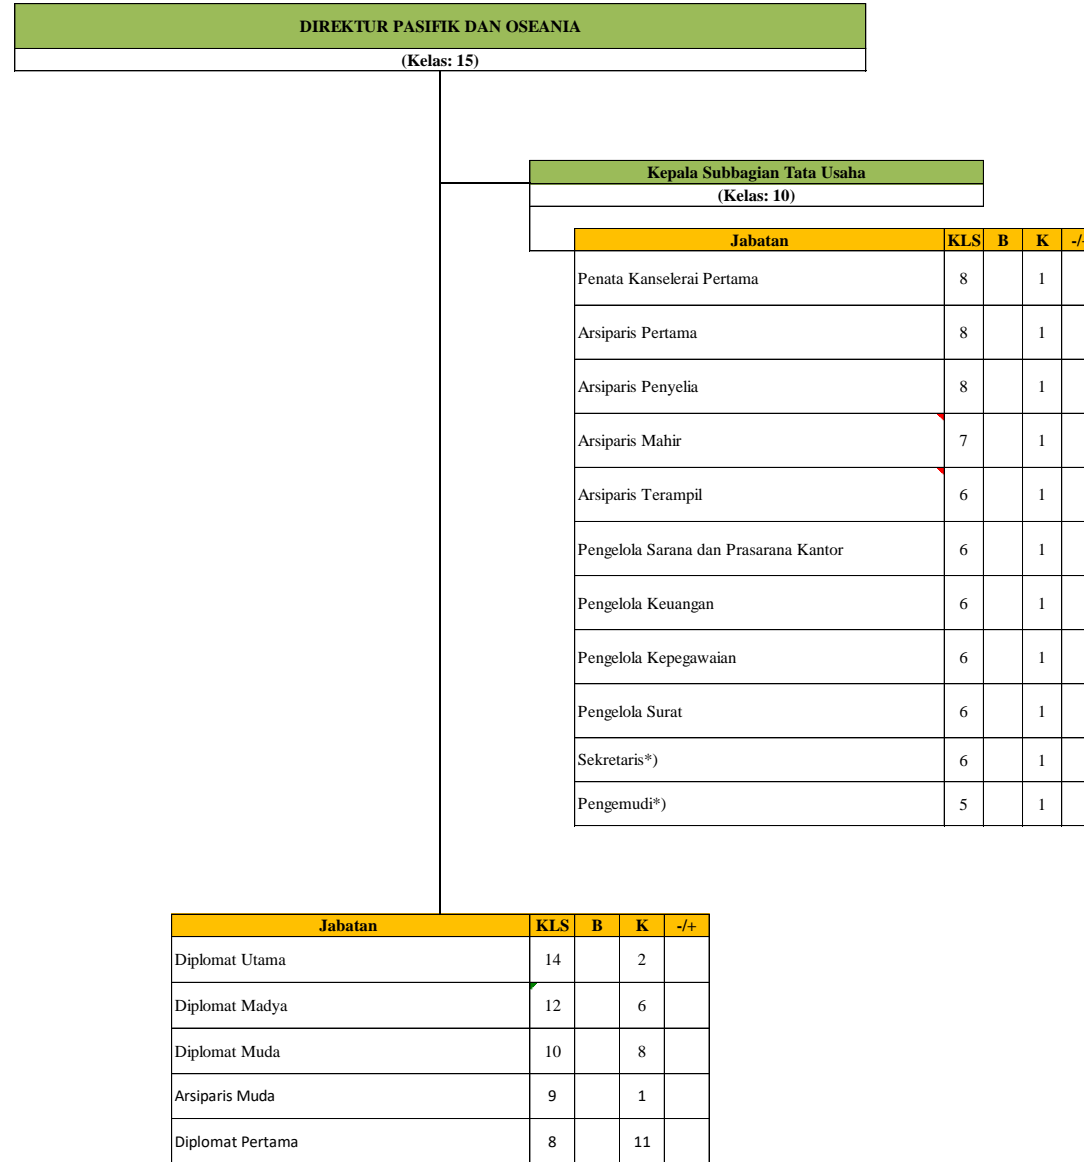 DIREKTUR PASIFIK DAN OSEANIA
(Kelas: 15)
Kepala Subbagian Tata Usaha
(Kelas: 10)
Jabatan KLS B K
Penata Kanselerai Pertama 8 1
Arsiparis Pertama 8 1
Arsiparis Penyelia 8 1
Arsiparis Mahir 7 1
Arsiparis Terampil 6 1
Pengelola Sarana dan Prasarana Kantor 6 1
Pengelola Keuangan 6 1
Pengelola Kepegawaian 6 1
Pengelola Surat 6 1
Sekretaris*) 6 1
Pengemudi*) 5 1
Jabatan KLS B K -/+
Diplomat Utama 14 2
Diplomat Madya 12 6
Diplomat Muda 10 8
Arsiparis Muda 9 1
Diplomat Pertama 8 11